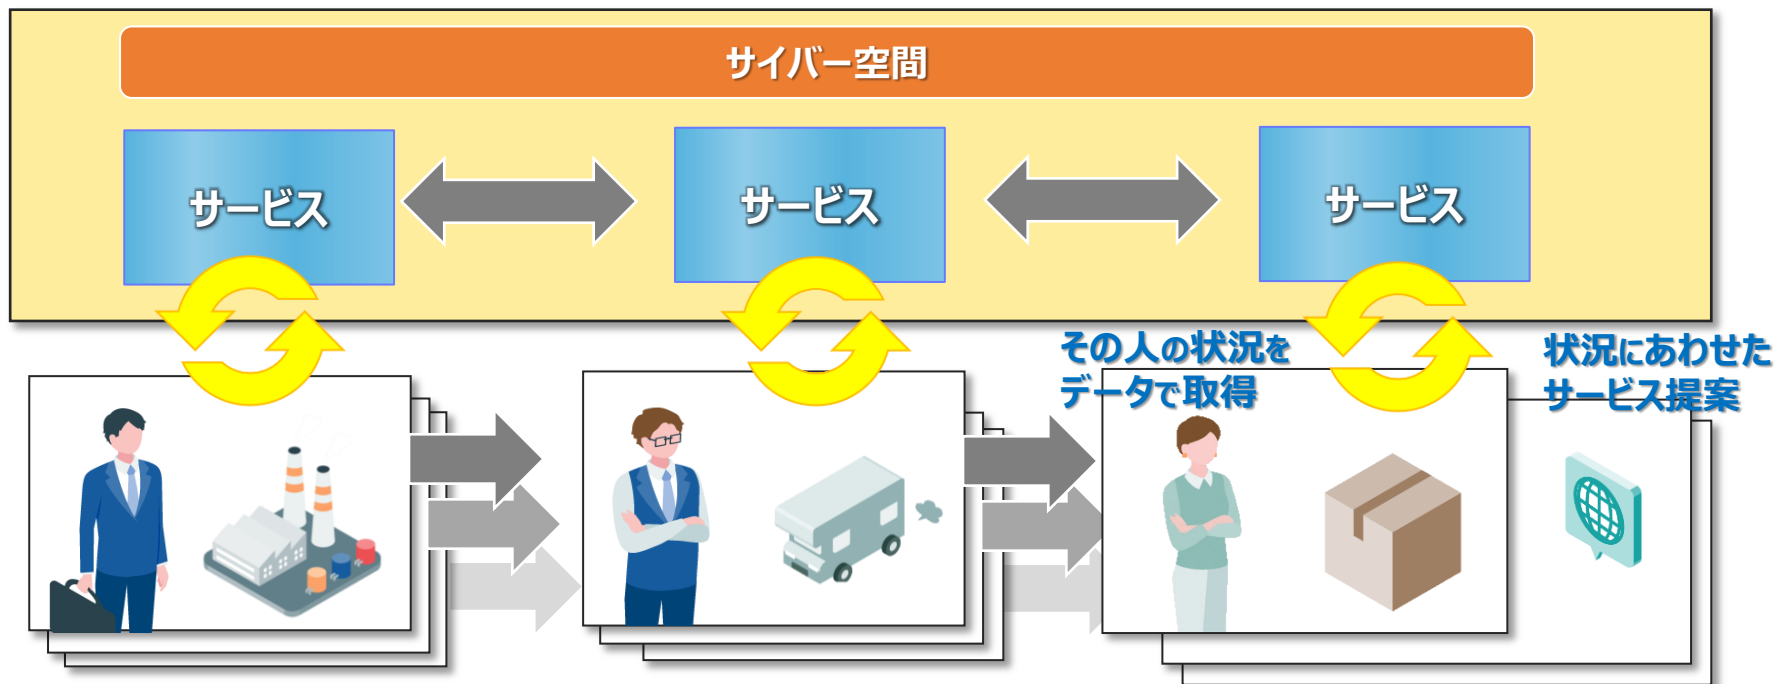 サイバー空間
サービス
サービス
サービス
その人の状況を
データで取得
状況にあわせた
サービス提案